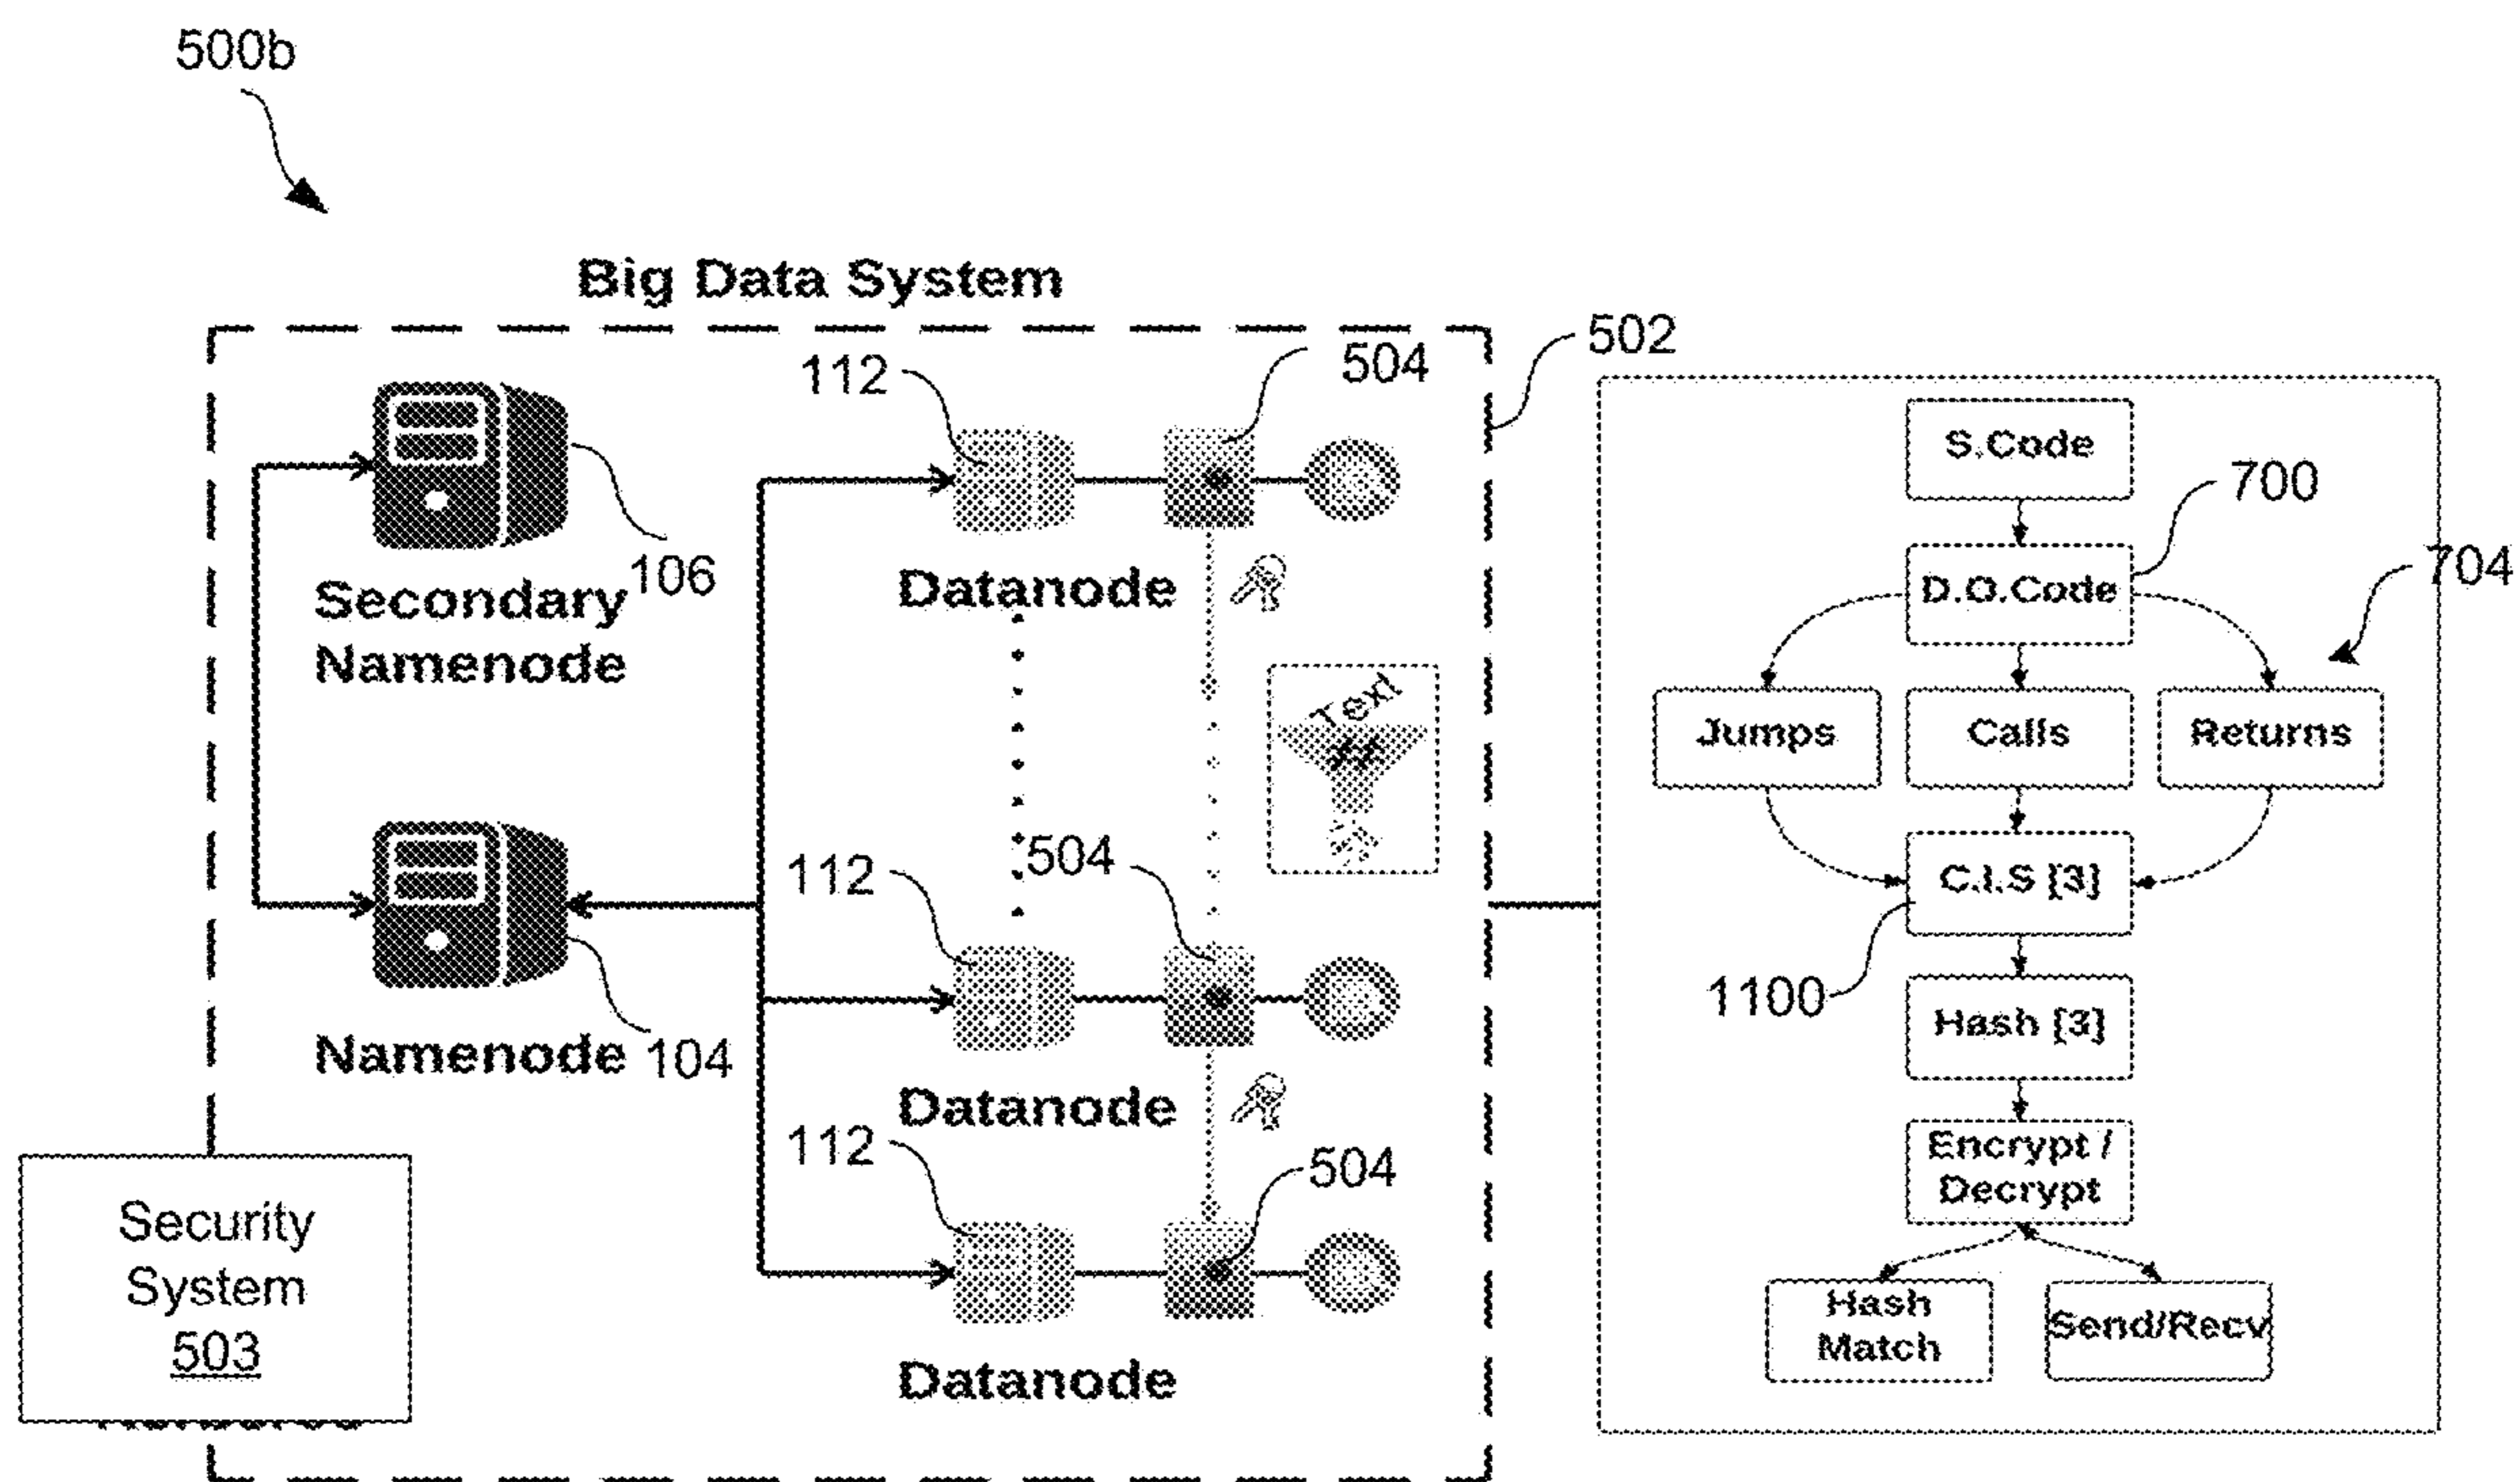 500b
Big Data System
502
112
504
106
Secondary
Namenode
Datanode
Text
##
112
504
104
Namenode
Datanode
112
504
Datanode
Security
System
503
S.Code
700
D.O.Code
704
Jumps
Calls
Returns
C.I.S [3]
1100
Hash [3]
Encrypt /
Decrypt
Hash
Match
Send/Recv